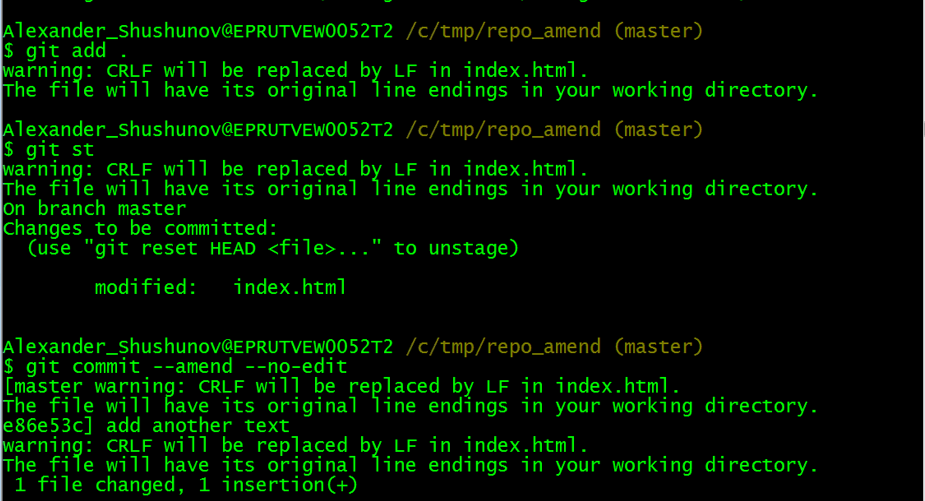 Alexander_Shushunov@EPRUTVEW0052T2 /c/tmp/repo_amend (master)
$ git add .
warning: CRLF will be replaced by LF in index.html.
The file will have its original line endings in your working directory.
Alexander_Shushunov@EPRUTVEW0052T2 /c/tmp/repo_amend (master)
$ git st
warning: CRLF will be replaced by LF in index.html.
The file will have its original line endings in your working directory.
On branch master
Changes to be committed:
  (use "git reset HEAD <file>..." to unstage)
        modified:   index.html
Alexander_Shushunov@EPRUTVEW0052T2 /c/tmp/repo_amend (master)
$ git commit --amend --no-edit
[master warning: CRLF will be replaced by LF in index.html.
The file will have its original line endings in your working directory.
e86e53c] add another text
warning: CRLF will be replaced by LF in index.html.
The file will have its original line endings in your working directory.
 1 file changed, 1 insertion(+)